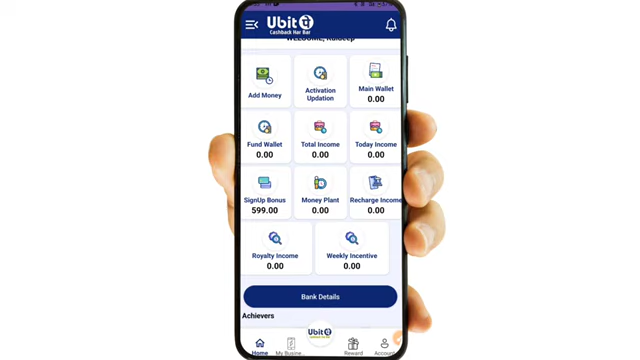 Ubit पे
Cashback Har Bar
WELCOME, Kuldeep
Add Money
Activation
Updation
Main Wallet
0.00
Fund Wallet
0.00
Total Income
0.00
Today Income
0.00
SignUp Bonus
599.00
Money Plant
0.00
Recharge Income
0.00
Royalty Income
0.00
Weekly Incentive
0.00
Bank Details
Achievers
Ubit पे
Home
My Busine...
Reward
Account